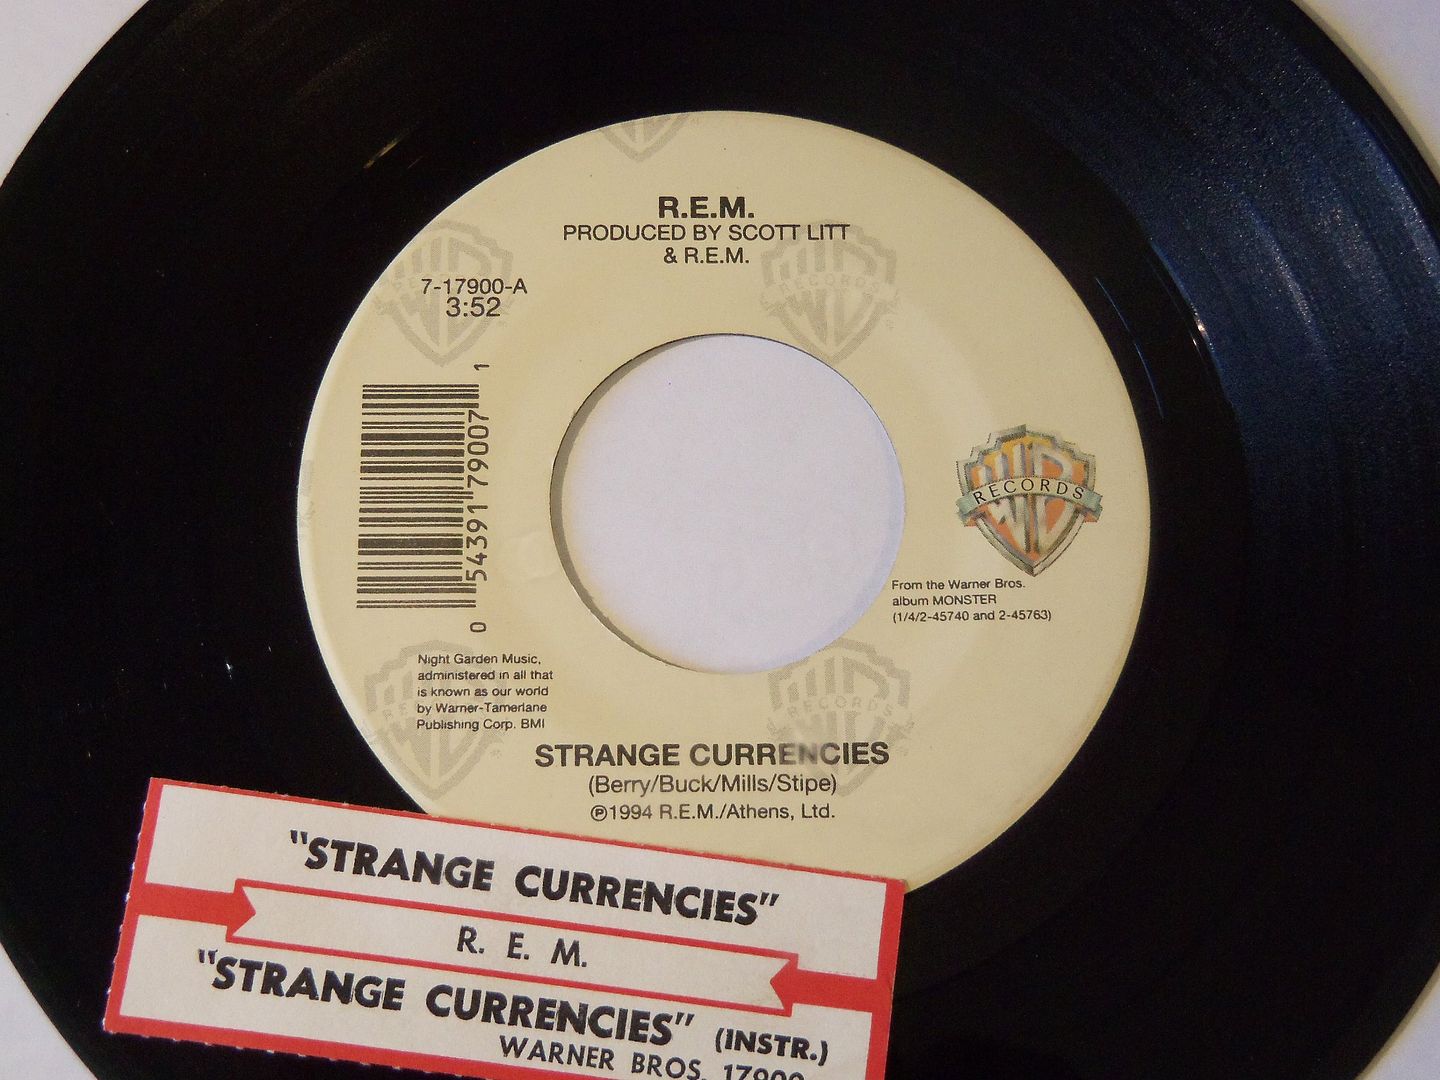 R.E.M.
PRODUCED BY SCOTT LITT
& R.E.M.
7-17900-A
3:52
0 54391 79007 1
RECORDS
From the Warner Bros.
album MONSTER
(1/4/2-45740 and 2-45763)
Night Garden Music,
administered in all that
is known as our world
by Warner-Tamerlane
Publishing Corp. BMI
STRANGE CURRENCIES
(Berry/Buck/Mills/Stipe)
℗1994 R.E.M./Athens, Ltd.
"STRANGE CURRENCIES"
R. E. M.
"STRANGE CURRENCIES" (INSTR.)
WARNER BROS. 17900